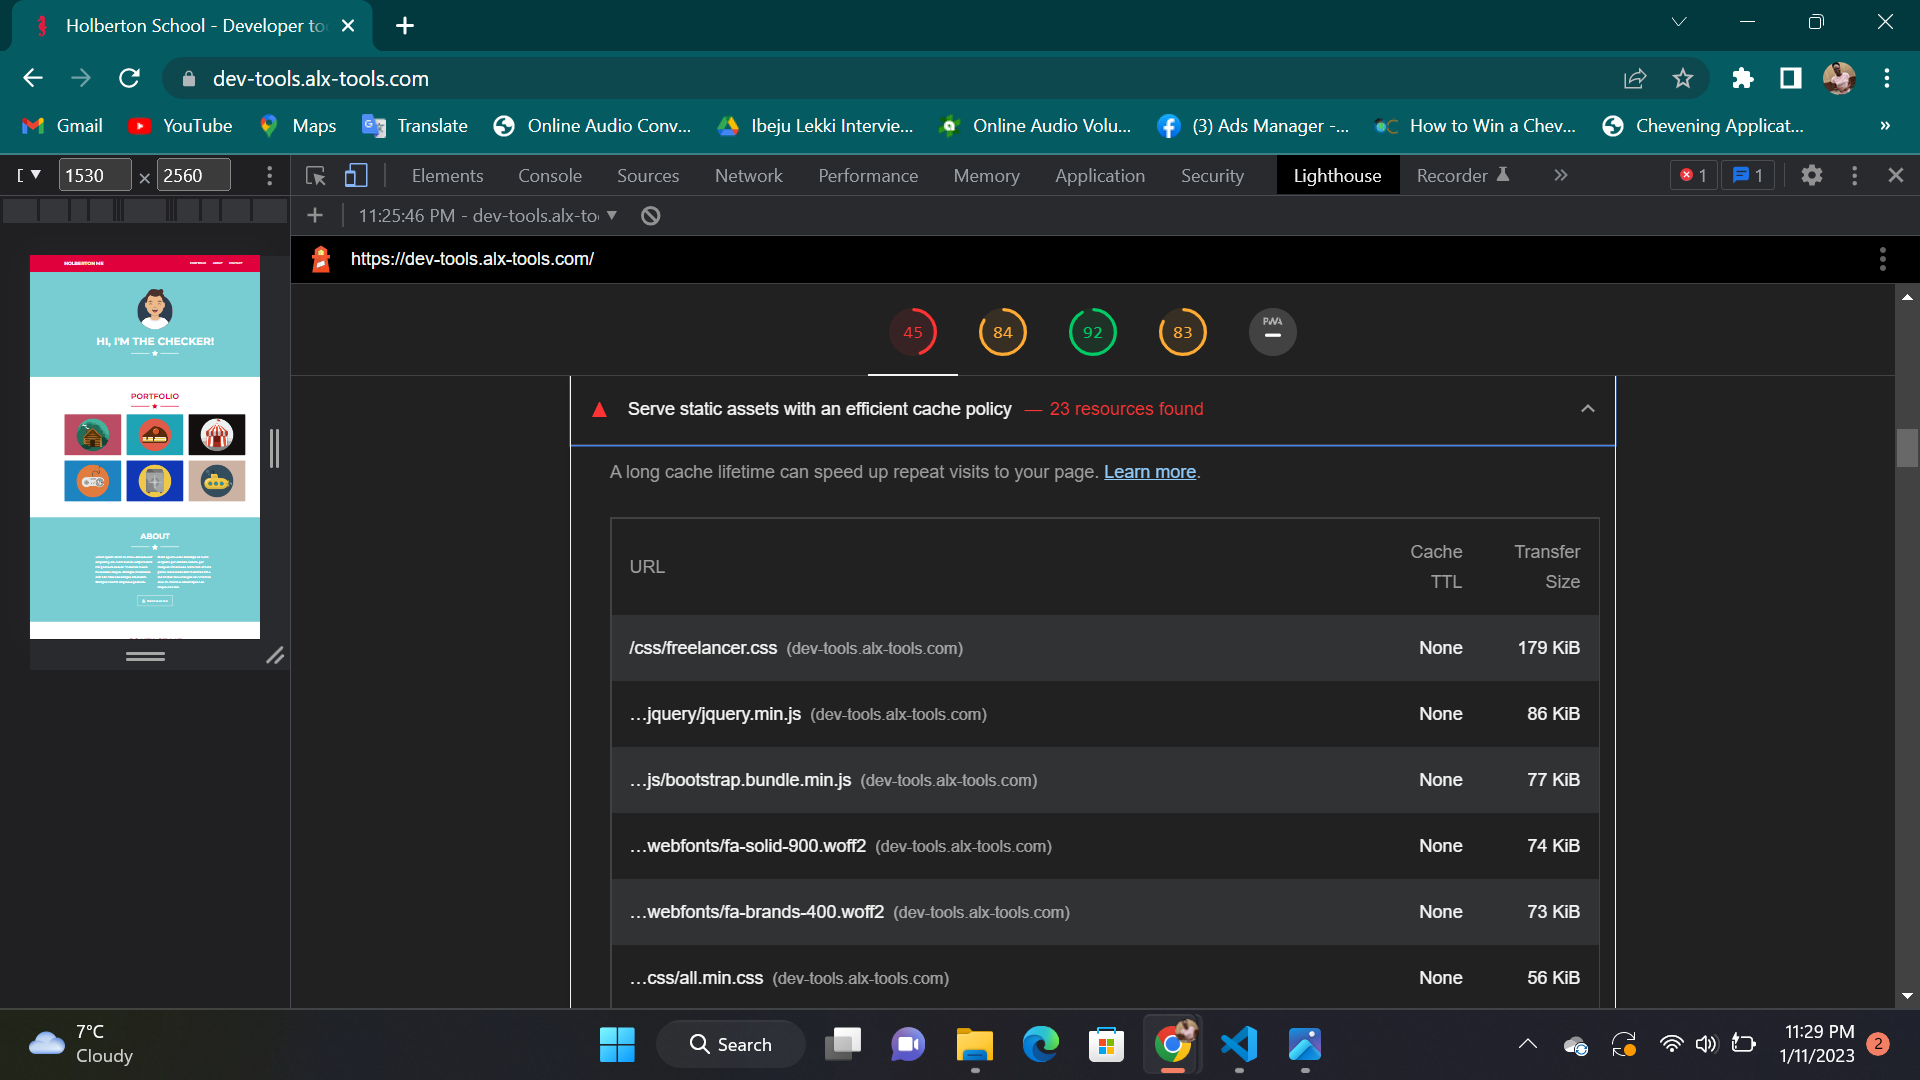 Holberton School - Developer to
dev-tools.alx-tools.com
Gmail
YouTube
Maps
Translate
Online Audio Conv...
Ibeju Lekki Intervie...
Online Audio Volu...
(3) Ads Manager -...
How to Win a Chev...
Chevening Applicat...
»
1530 × 2560
Elements
Console
Sources
Network
Performance
Memory
Application
Security
Lighthouse
Recorder
»
1
1
11:25:46 PM - dev-tools.alx-to
https://dev-tools.alx-tools.com/
45
84
92
83
PWA
HOLBERTON ME
PORTFOLIO ABOUT CONTACT
HI, I'M THE CHECKER!
PORTFOLIO
ABOUT
Serve static assets with an efficient cache policy — 23 resources found
A long cache lifetime can speed up repeat visits to your page. Learn more.
URL
Cache TTL
Transfer Size
/css/freelancer.css (dev-tools.alx-tools.com) None 179 KiB
…jquery/jquery.min.js (dev-tools.alx-tools.com) None 86 KiB
…js/bootstrap.bundle.min.js (dev-tools.alx-tools.com) None 77 KiB
…webfonts/fa-solid-900.woff2 (dev-tools.alx-tools.com) None 74 KiB
…webfonts/fa-brands-400.woff2 (dev-tools.alx-tools.com) None 73 KiB
…css/all.min.css (dev-tools.alx-tools.com) None 56 KiB
7°C
Cloudy
Search
11:29 PM
1/11/2023
2